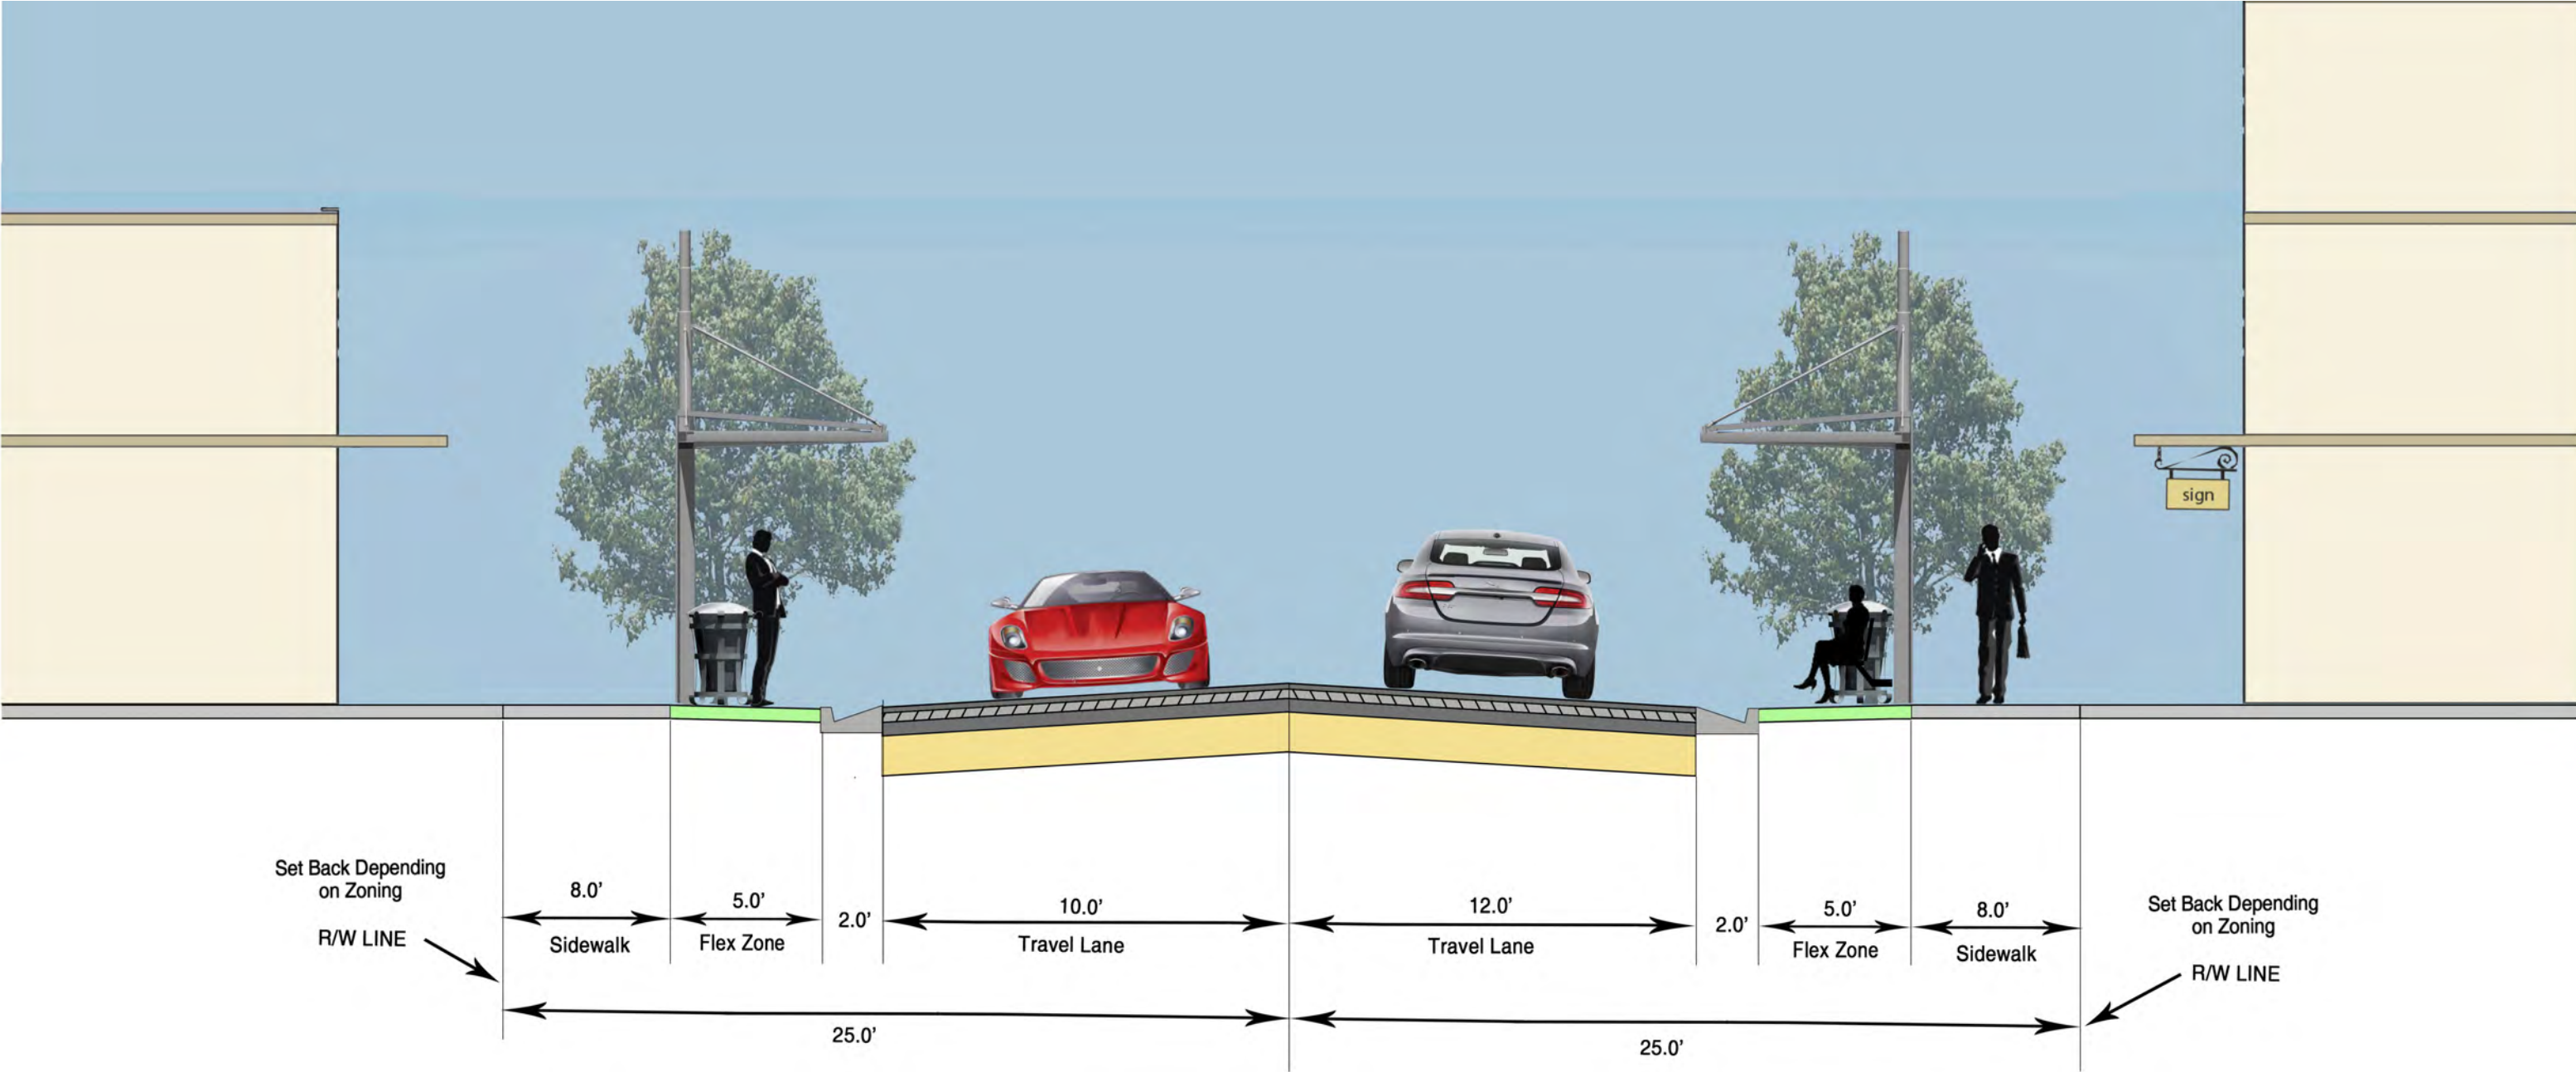 sign
Set Back Depending
on Zoning
R/W LINE
8.0'
Sidewalk
5.0'
Flex Zone
2.0'
10.0'
Travel Lane
12.0'
Travel Lane
2.0'
5.0'
Flex Zone
8.0'
Sidewalk
Set Back Depending
on Zoning
R/W LINE
25.0'
25.0'